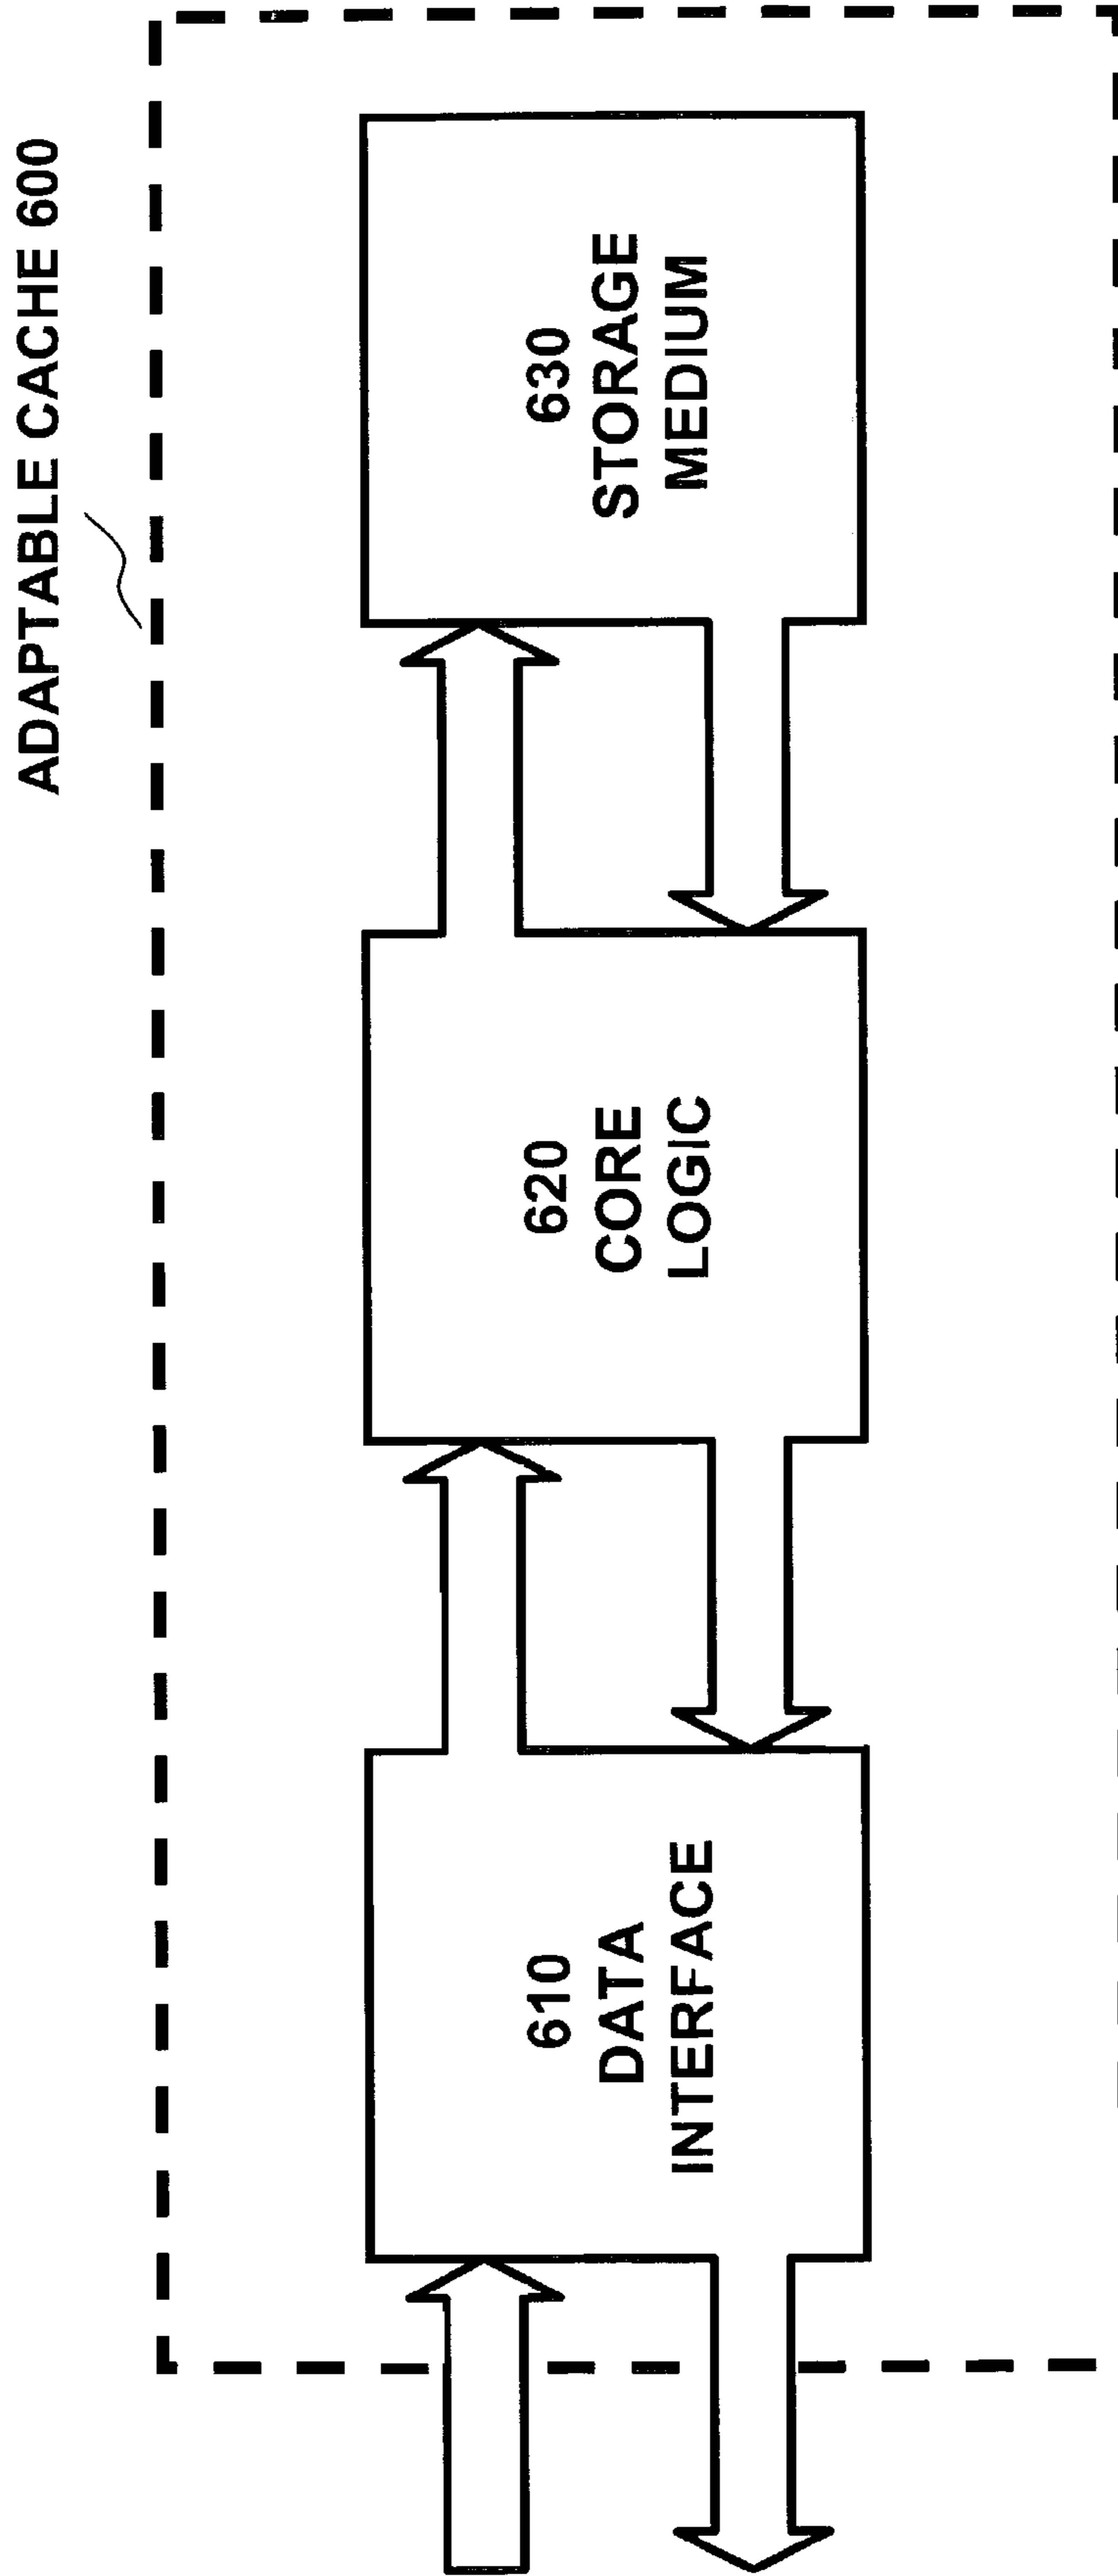 ADAPTABLE CACHE 600
610
DATA
INTERFACE
620
CORE
LOGIC
630
STORAGE
MEDIUM